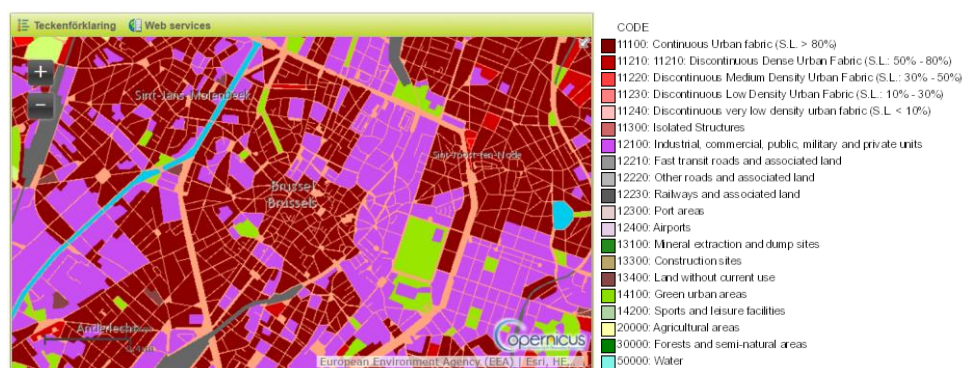 Teckenförklaring Web services
+
−
Sint-Jans-Molenbeek
Sint-Joost-ten-Node
Brussel
Brussels
Anderlecht
Copernicus
European Environment Agency (EEA) | Esri, HE...
CODE
11100: Continuous Urban fabric (S.L. > 80%)
11210: 11210: Discontinuous Dense Urban Fabric (S.L.: 50% - 80%)
11220: Discontinuous Medium Density Urban Fabric (S.L.: 30% - 50%)
11230: Discontinuous Low Density Urban Fabric (S.L.: 10% - 30%)
11240: Discontinuous very low density urban fabric (S.L. < 10%)
11300: Isolated Structures
12100: Industrial, commercial, public, military and private units
12210: Fast transit roads and associated land
12220: Other roads and associated land
12230: Railways and associated land
12300: Port areas
12400: Airports
13100: Mineral extraction and dump sites
13300: Construction sites
13400: Land without current use
14100: Green urban areas
14200: Sports and leisure facilities
20000: Agricultural areas
30000: Forests and semi-natural areas
50000: Water